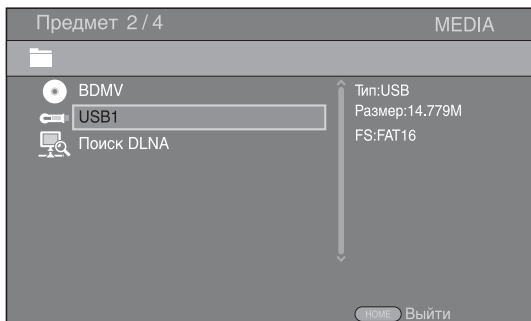 Предмет 2/4 MEDIA
BDMV
USB1
Поиск DLNA
Тип:USB
Размер:14.779M
FS:FAT16
HOME Выйти